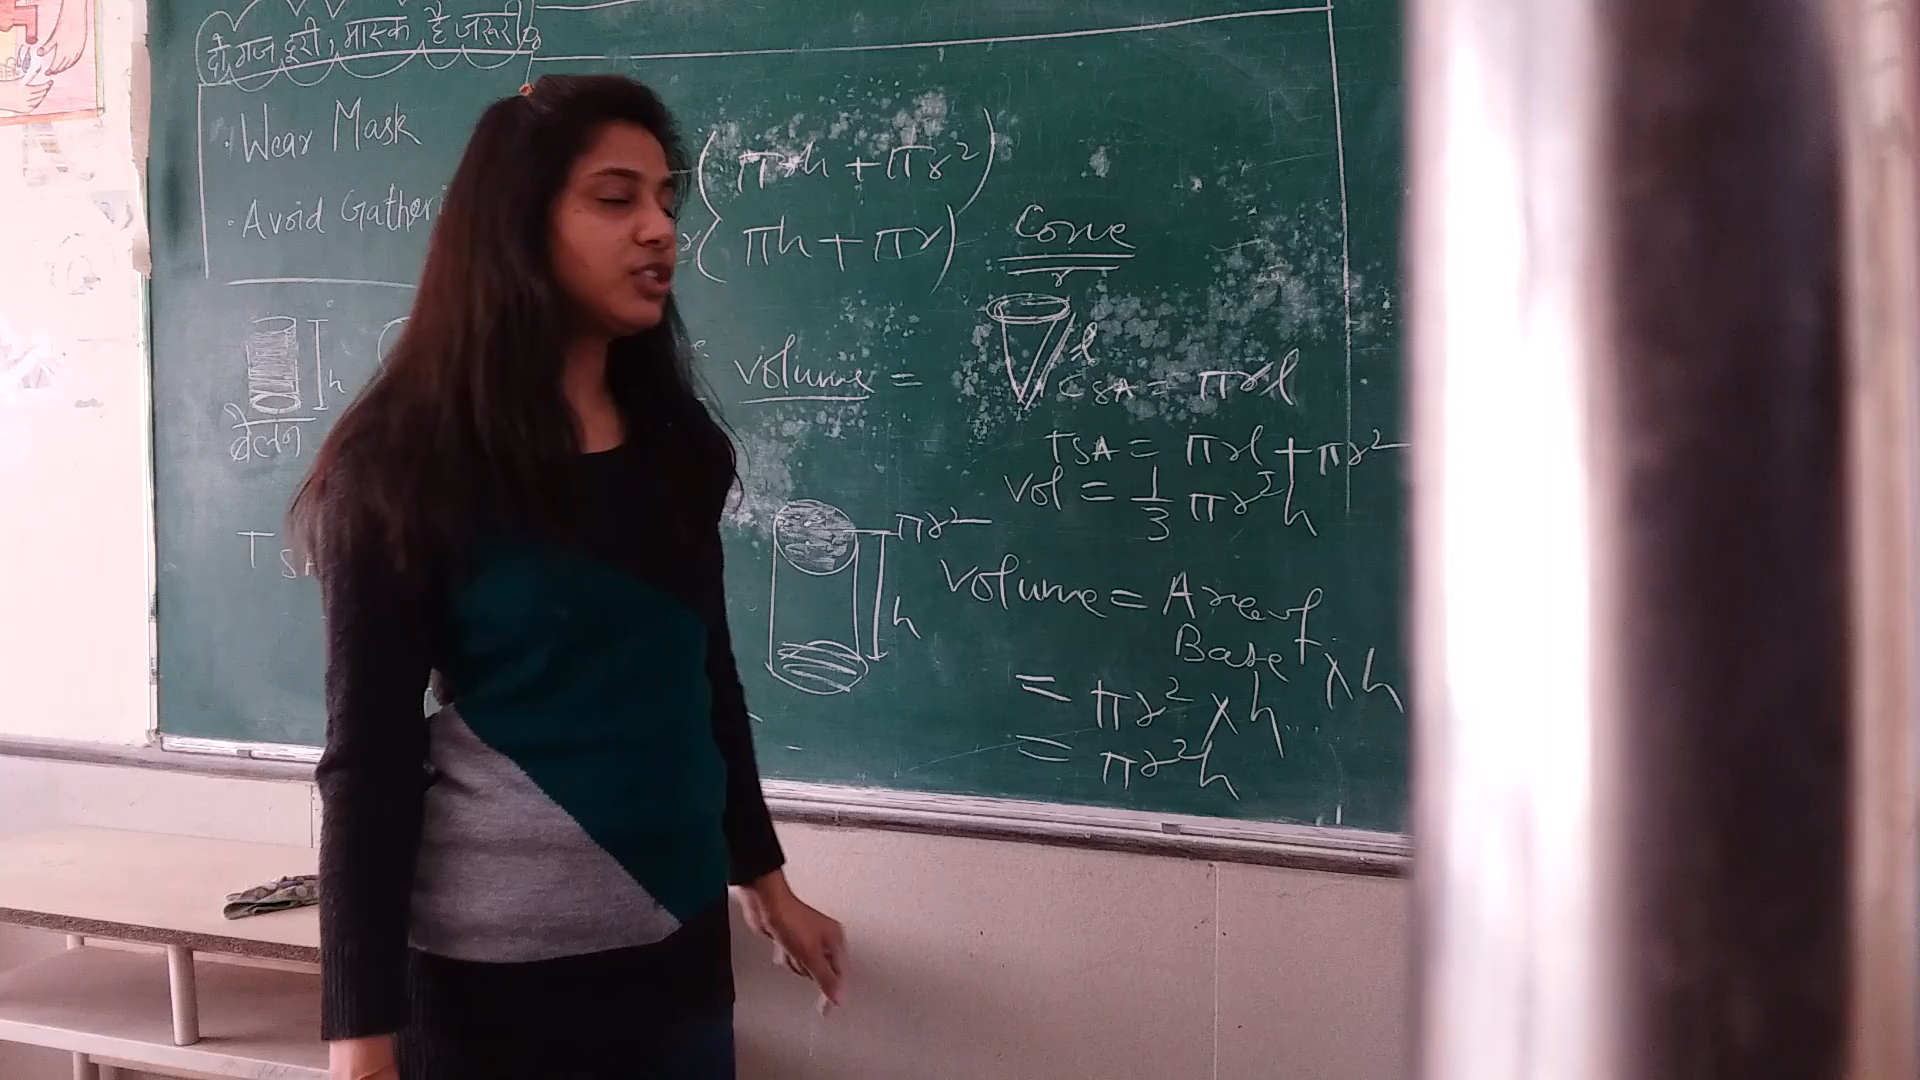 दो गज दूरी, मास्क है जरूरी
· Wear Mask
· Avoid Gatheri
(πrh + πr²)
r(πh + πr)
h
बेलन
TSA
volume =
Cone
r
l
CSA = πrl
TSA = πrl + πr²
Vol = 1/3 πr²h
πr²
h
Volume = Area of
Base × h
= πr² × h
= πr²h